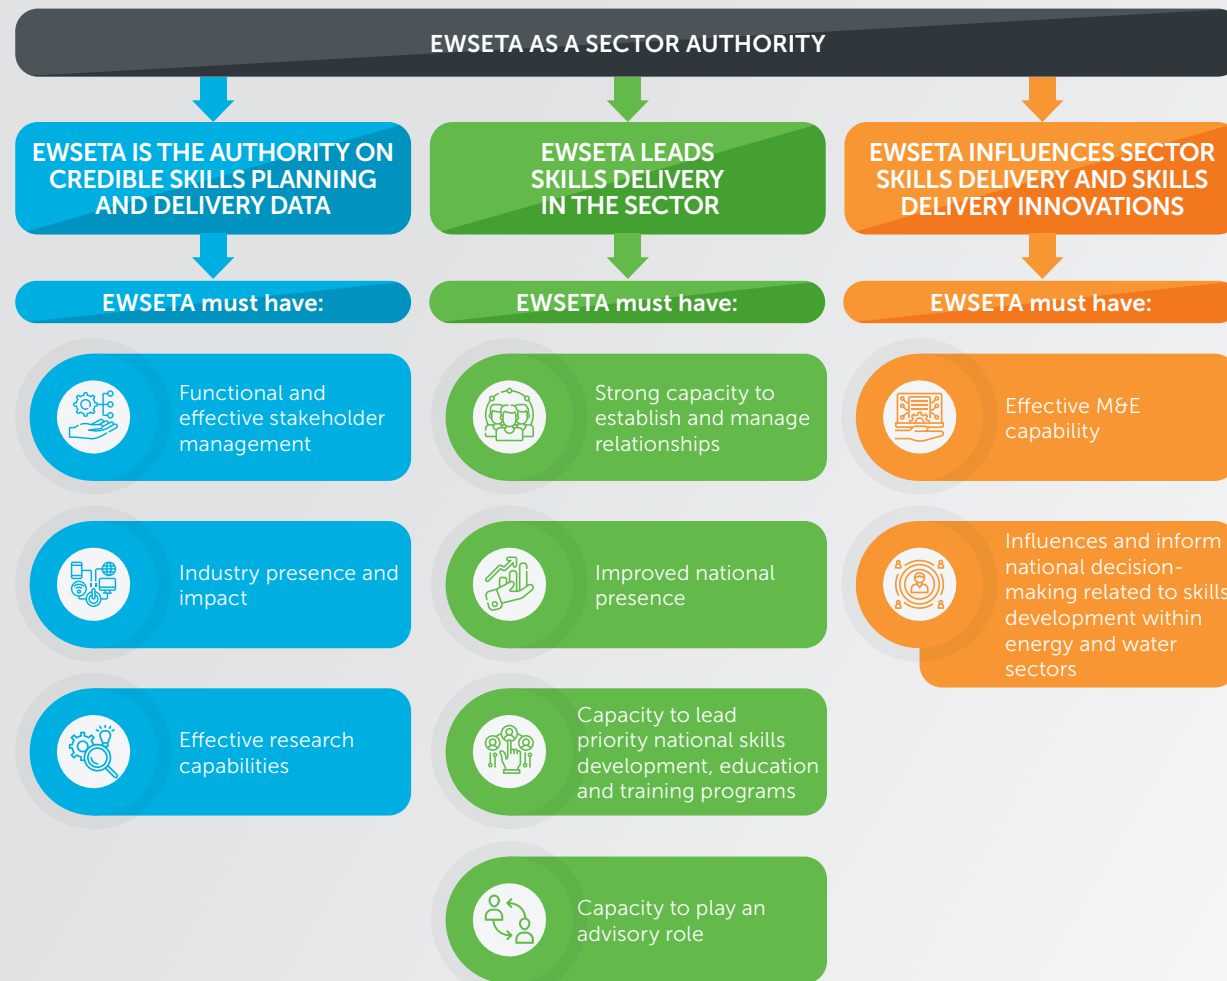 EWSETA AS A SECTOR AUTHORITY
EWSETA IS THE AUTHORITY ON
CREDIBLE SKILLS PLANNING
AND DELIVERY DATA
EWSETA must have:
Functional and
effective stakeholder
management
Industry presence and
impact
Effective research
capabilities
EWSETA LEADS
SKILLS DELIVERY
IN THE SECTOR
EWSETA must have:
Strong capacity to
establish and manage
relationships
Improved national
presence
Capacity to lead
priority national skills
development, education
and training programs
Capacity to play an
advisory role
EWSETA INFLUENCES SECTOR
SKILLS DELIVERY AND SKILLS
DELIVERY INNOVATIONS
EWSETA must have:
Effective M&E
capability
Influences and inform
national decision-
making related to skills
development within
energy and water
sectors